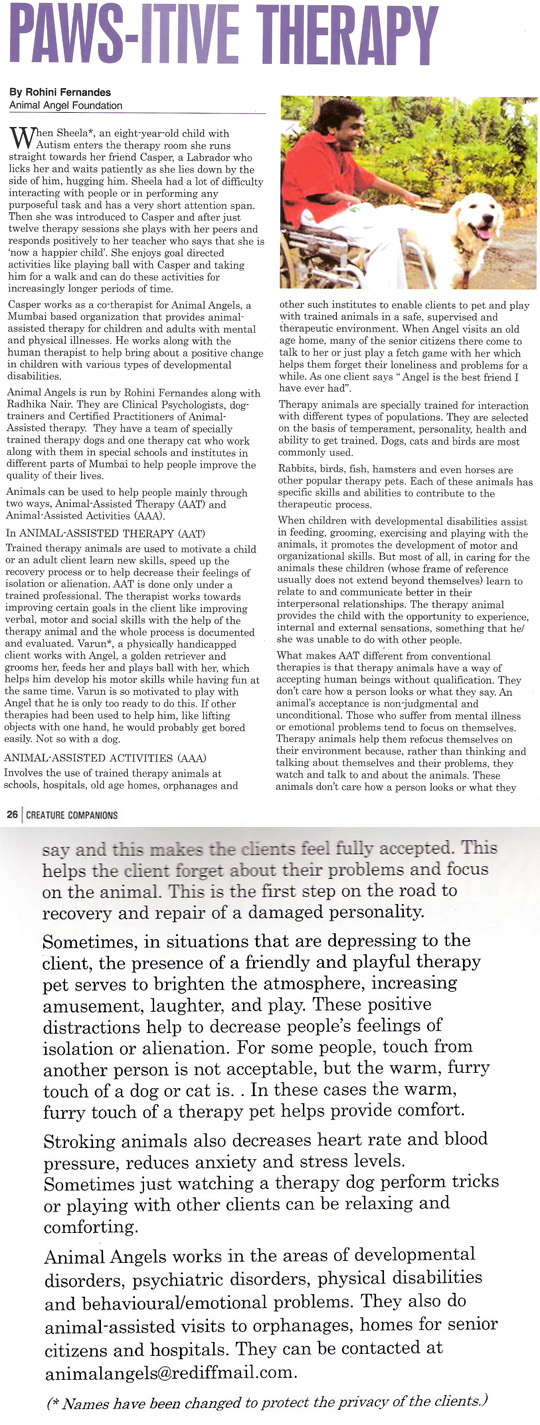 PAWS-ITIVE THERAPY
By Rohini Fernandes
Animal Angel Foundation
When Sheela*, an eight-year-old child with
Autism enters the therapy room she runs
straight towards her friend Casper, a Labrador who
licks her and waits patiently as she lies down by the
side of him, hugging him. Sheela had a lot of difficulty
interacting with people or in performing any
purposeful task and has a very short attention span.
Then she was introduced to Casper and after just
twelve therapy sessions she plays with her peers and
responds positively to her teacher who says that she is
'now a happier child'. She enjoys goal directed
activities like playing ball with Casper and taking
him for a walk and can do these activities for
increasingly longer periods of time.
Casper works as a co-therapist for Animal Angels, a
Mumbai based organization that provides animal-
assisted therapy for children and adults with mental
and physical illnesses. He works along with the
human therapist to help bring about a positive change
in children with various types of developmental
disabilities.
Animal Angels is run by Rohini Fernandes along with
Radhika Nair. They are Clinical Psychologists, dog-
trainers and Certified Practitioners of Animal-
Assisted therapy. They have a team of specially
trained therapy dogs and one therapy cat who work
along with them in special schools and institutes in
different parts of Mumbai to help people improve the
quality of their lives.
Animals can be used to help people mainly through
two ways, Animal-Assisted Therapy (AAT) and
Animal-Assisted Activities (AAA).
In ANIMAL-ASSISTED THERAPY (AAT)
Trained therapy animals are used to motivate a child
or an adult client learn new skills, speed up the
recovery process or to help decrease their feelings of
isolation or alienation. AAT is done only under a
trained professional. The therapist works towards
improving certain goals in the client like improving
verbal, motor and social skills with the help of the
therapy animal and the whole process is documented
and evaluated. Varun*, a physically handicapped
client works with Angel, a golden retriever and
grooms her, feeds her and plays ball with her, which
helps him develop his motor skills while having fun at
the same time. Varun is so motivated to play with
Angel that he is only too ready to do this. If other
therapies had been used to help him, like lifting
objects with one hand, he would probably get bored
easily. Not so with a dog.
ANIMAL-ASSISTED ACTIVITIES (AAA)
Involves the use of trained therapy animals at
schools, hospitals, old age homes, orphanages and
other such institutes to enable clients to pet and play
with trained animals in a safe, supervised and
therapeutic environment. When Angel visits an old
age home, many of the senior citizens there come to
talk to her or just play a fetch game with her which
helps them forget their loneliness and problems for a
while. As one client says " Angel is the best friend I
have ever had".
Therapy animals are specially trained for interaction
with different types of populations. They are selected
on the basis of temperament, personality, health and
ability to get trained. Dogs, cats and birds are most
commonly used.
Rabbits, birds, fish, hamsters and even horses are
other popular therapy pets. Each of these animals has
specific skills and abilities to contribute to the
therapeutic process.
When children with developmental disabilities assist
in feeding, grooming, exercising and playing with the
animals, it promotes the development of motor and
organizational skills. But most of all, in caring for the
animals these children (whose frame of reference
usually does not extend beyond themselves) learn to
relate to and communicate better in their
interpersonal relationships. The therapy animal
provides the child with the opportunity to experience,
internal and external sensations, something that he/
she was unable to do with other people.
What makes AAT different from conventional
therapies is that therapy animals have a way of
accepting human beings without qualification. They
don't care how a person looks or what they say. An
animal's acceptance is non-judgmental and
unconditional. Those who suffer from mental illness
or emotional problems tend to focus on themselves.
Therapy animals help them refocus themselves on
their environment because, rather than thinking and
talking about themselves and their problems, they
watch and talk to and about the animals. These
animals don't care how a person looks or what they
26 CREATURE COMPANIONS
say and this makes the clients feel fully accepted. This
helps the client forget about their problems and focus
on the animal. This is the first step on the road to
recovery and repair of a damaged personality.
Sometimes, in situations that are depressing to the
client, the presence of a friendly and playful therapy
pet serves to brighten the atmosphere, increasing
amusement, laughter, and play. These positive
distractions help to decrease people's feelings of
isolation or alienation. For some people, touch from
another person is not acceptable, but the warm, furry
touch of a dog or cat is. . In these cases the warm,
furry touch of a therapy pet helps provide comfort.
Stroking animals also decreases heart rate and blood
pressure, reduces anxiety and stress levels.
Sometimes just watching a therapy dog perform tricks
or playing with other clients can be relaxing and
comforting.
Animal Angels works in the areas of developmental
disorders, psychiatric disorders, physical disabilities
and behavioural/emotional problems. They also do
animal-assisted visits to orphanages, homes for senior
citizens and hospitals. They can be contacted at
animalangels@rediffmail.com.
(* Names have been changed to protect the privacy of the clients.)